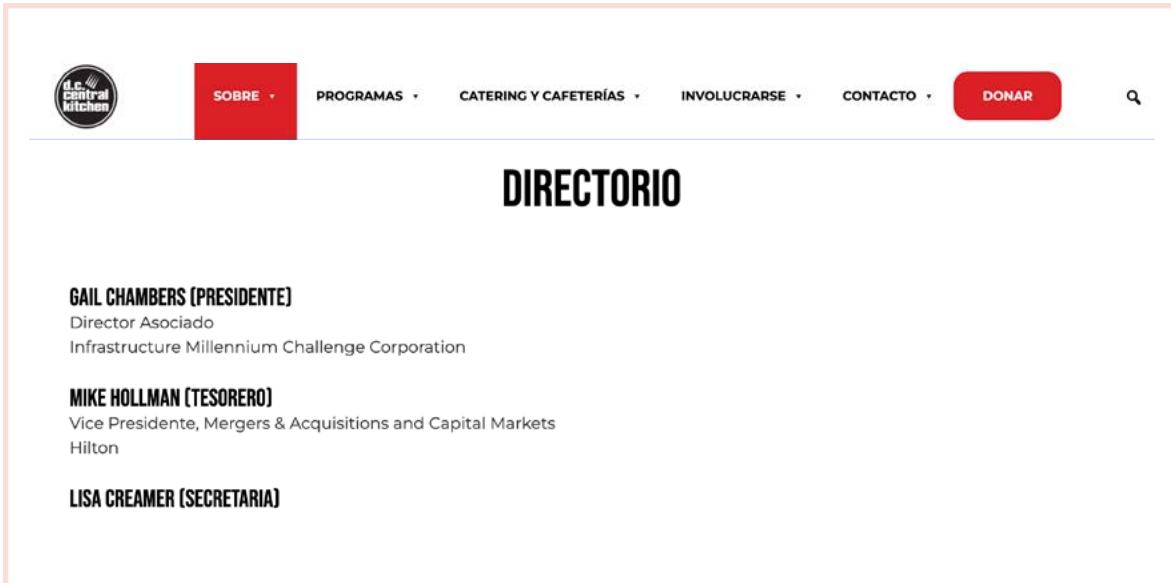 d.c.
central
kitchen
SOBRE
PROGRAMAS
CATERING Y CAFETERÍAS
INVOLUCRARSE
CONTACTO
DONAR
DIRECTORIO
GAIL CHAMBERS (PRESIDENTE)
Director Asociado
Infrastructure Millennium Challenge Corporation
MIKE HOLLMAN (TESORERO)
Vice Presidente, Mergers & Acquisitions and Capital Markets
Hilton
LISA CREAMER (SECRETARIA)